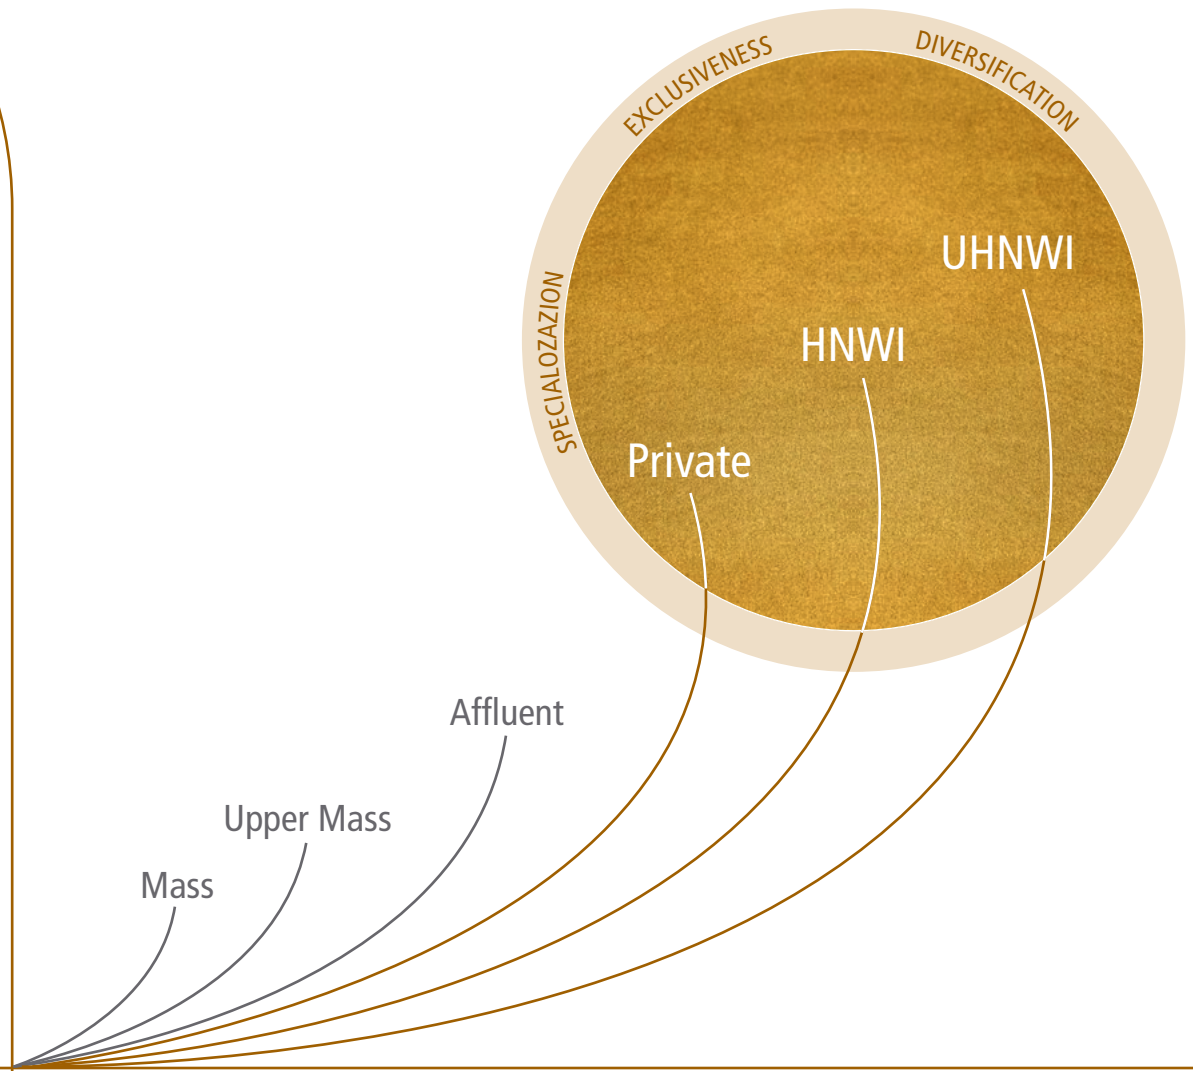 EXCLUSIVENESS
DIVERSIFICATION
SPECIALOZAZION
UHNWI
HNWI
Private
Affluent
Upper Mass
Mass